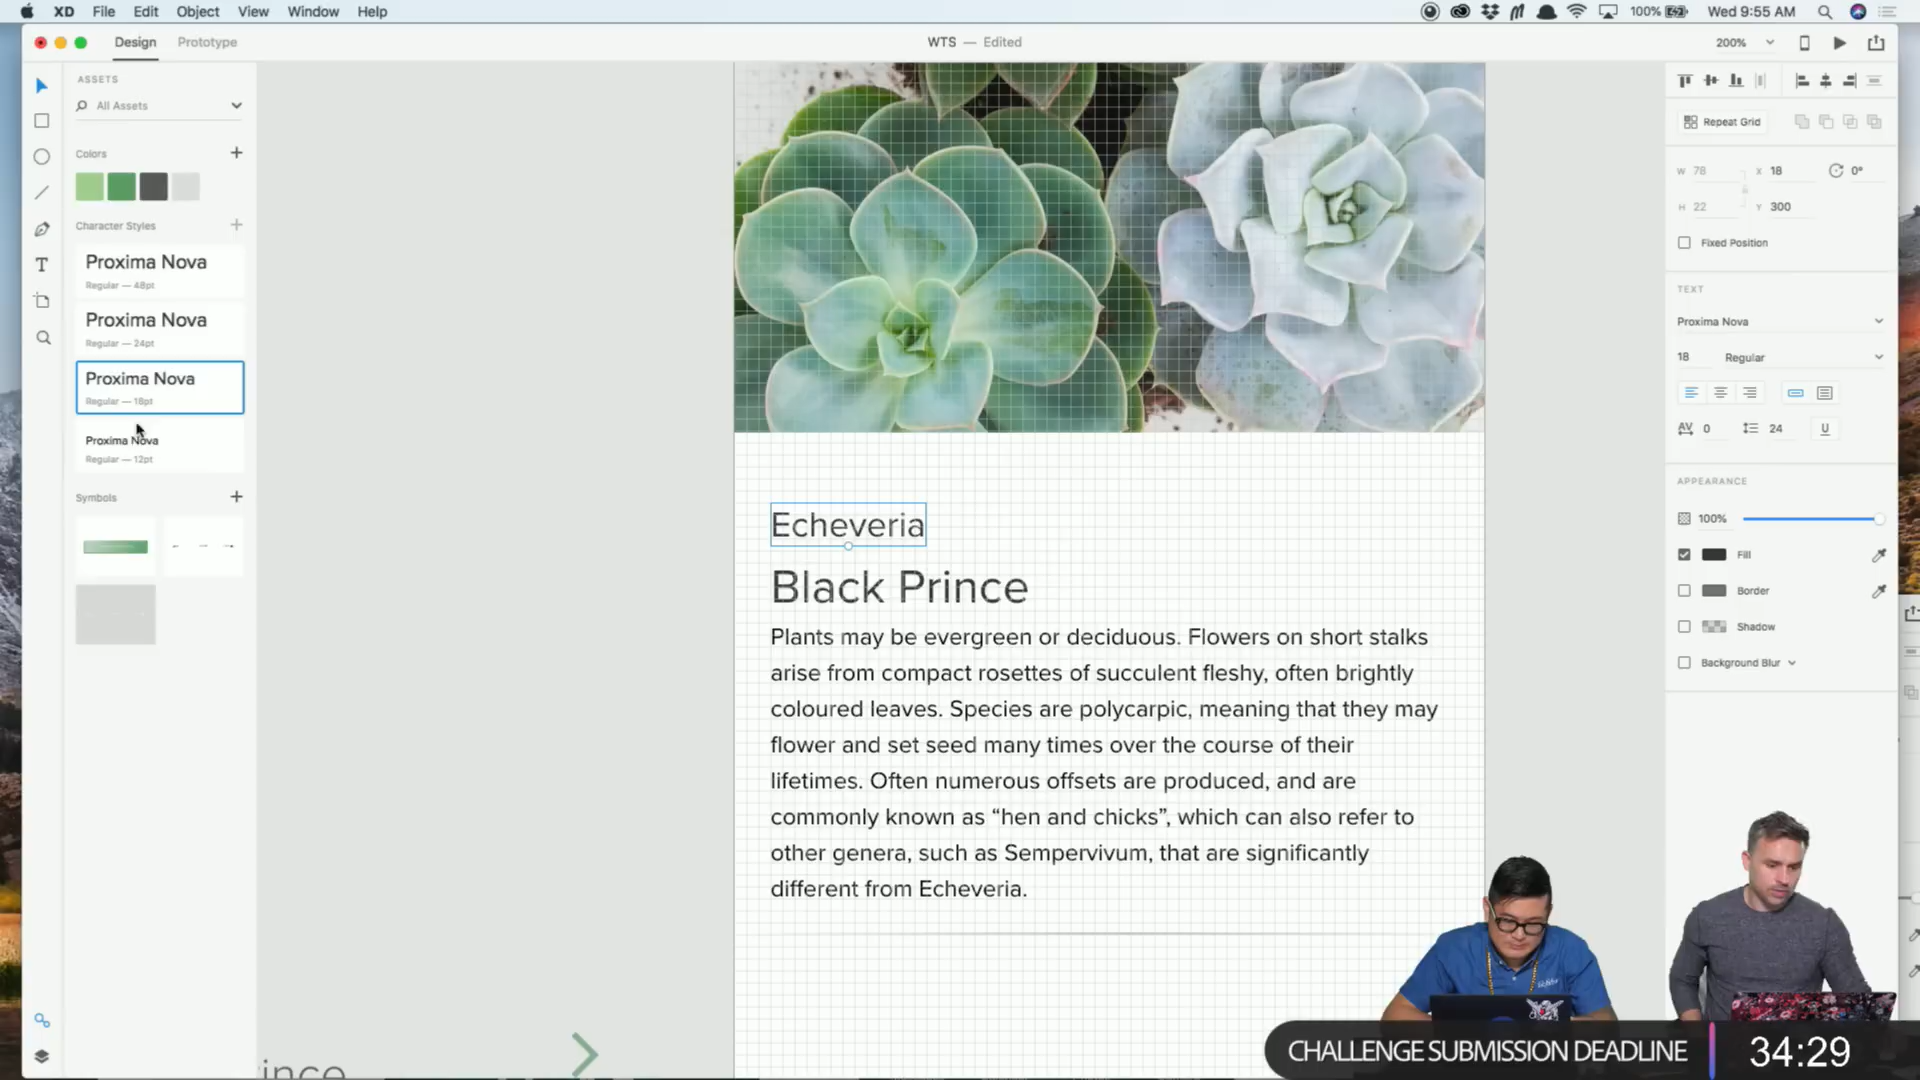 XD File Edit Object View Window Help
100% Wed 9:55 AM
Design Prototype
WTS — Edited
200%
ASSETS
All Assets
Colors
Character Styles
Proxima Nova
Regular — 48pt
Proxima Nova
Regular — 24pt
Proxima Nova
Regular — 18pt
Proxima Nova
Regular — 12pt
Symbols
Echeveria
Black Prince
Plants may be evergreen or deciduous. Flowers on short stalks
arise from compact rosettes of succulent fleshy, often brightly
coloured leaves. Species are polycarpic, meaning that they may
flower and set seed many times over the course of their
lifetimes. Often numerous offsets are produced, and are
commonly known as “hen and chicks”, which can also refer to
other genera, such as Sempervivum, that are significantly
different from Echeveria.
Repeat Grid
W 78 X 18 0°
H 22 Y 300
Fixed Position
TEXT
Proxima Nova
18 Regular
AV 0 24 U
APPEARANCE
100%
Fill
Border
Shadow
Background Blur
CHALLENGE SUBMISSION DEADLINE 34:29